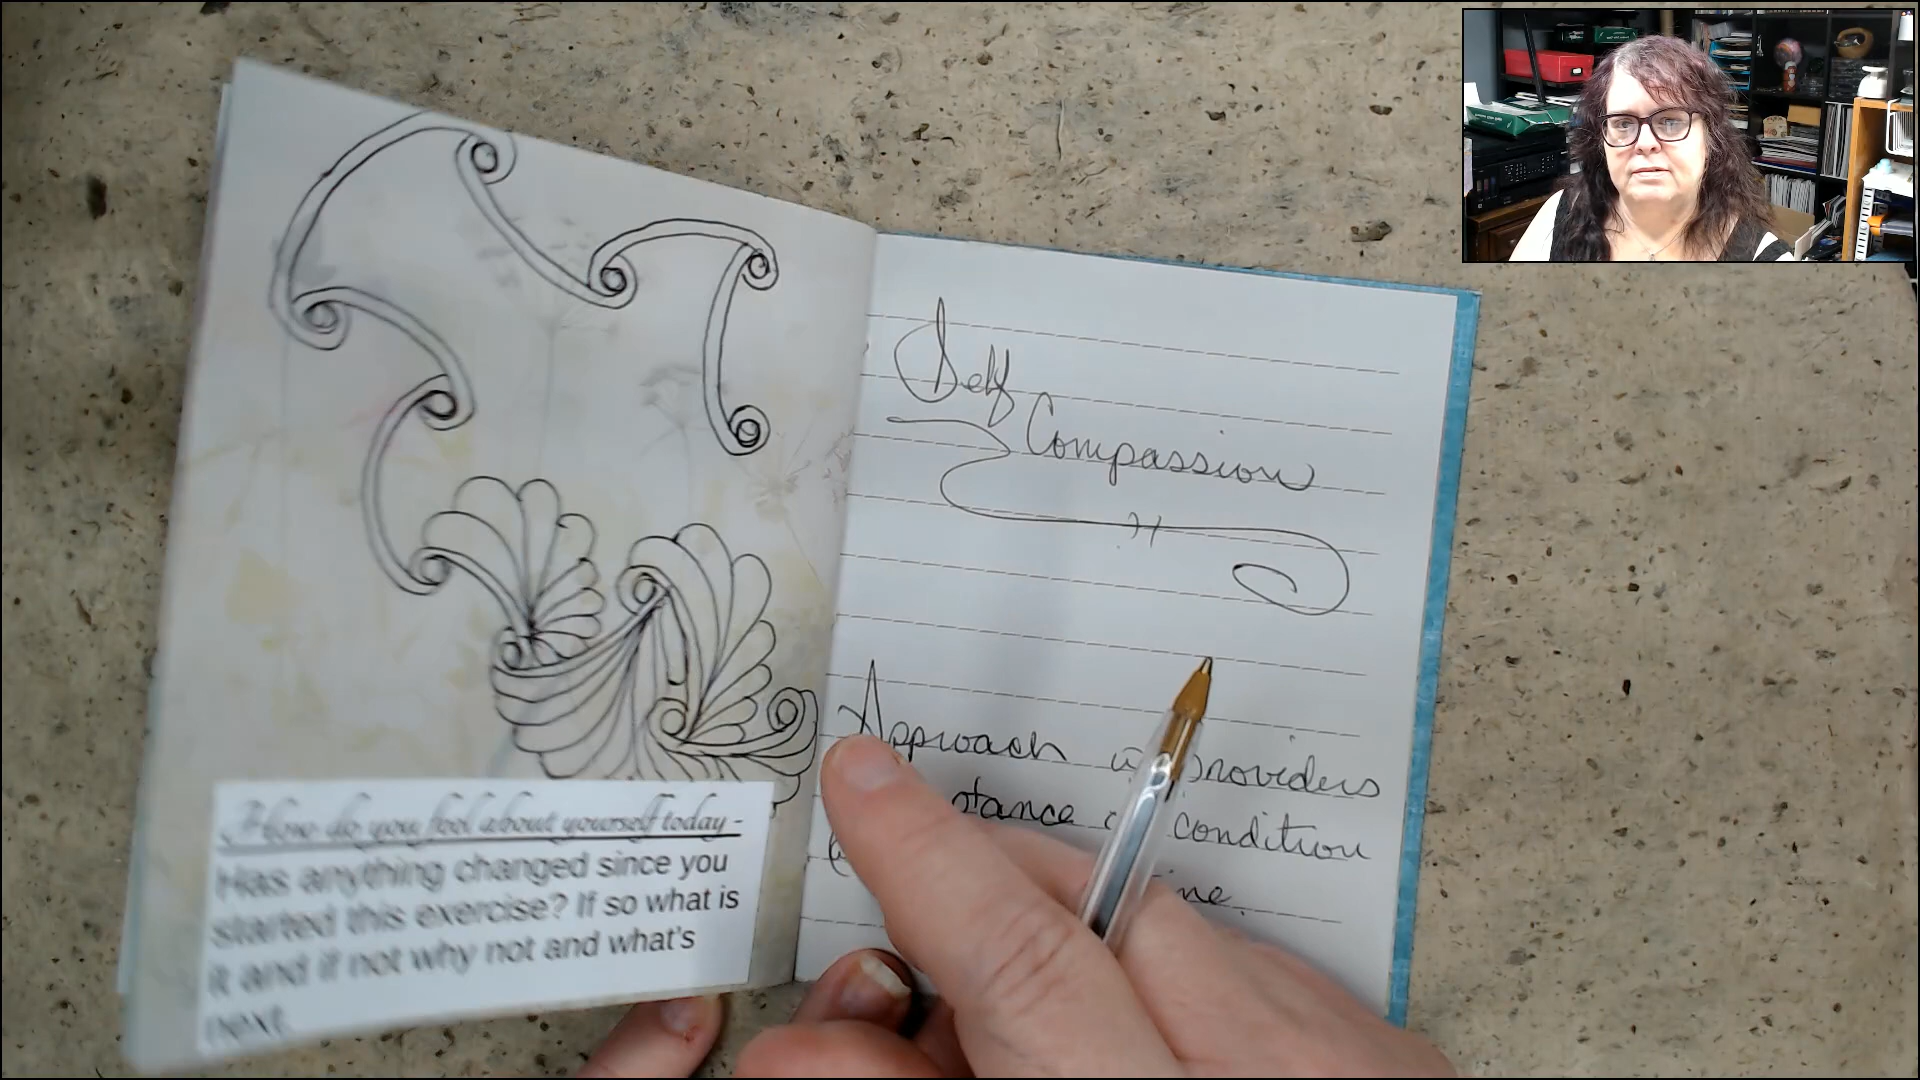 How do you feel about yourself today -
Has anything changed since you
started this exercise? If so what is
it and if not why not and what's
next
Self
Compassion
Approach
providers
condition